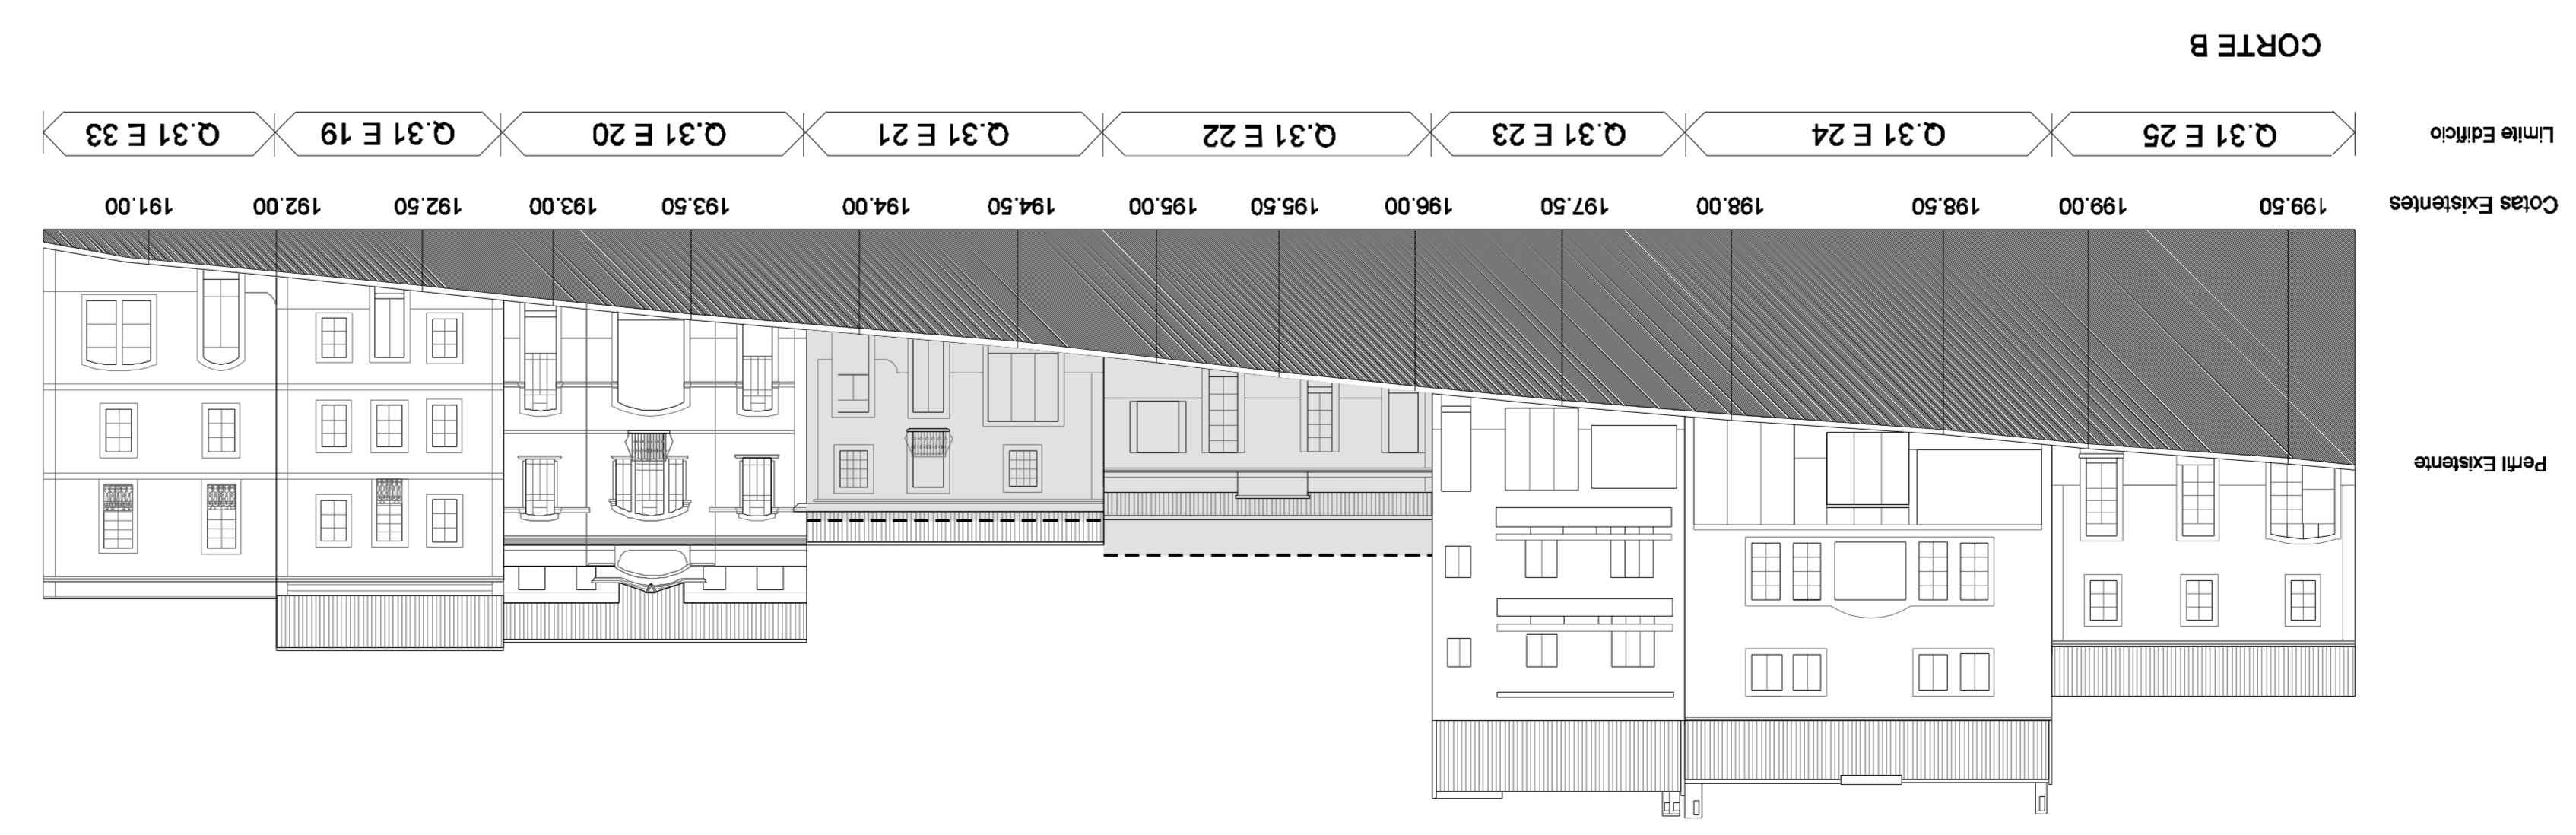 Perfil Existente
Cotas Existentes 199.50 199.00 198.50 198.00 197.50 196.00 195.50 195.00 194.50 194.00 193.50 193.00 192.50 192.00 191.00
Limite Edifício Q.31 E 25 Q.31 E 24 Q.31 E 23 Q.31 E 22 Q.31 E 21 Q.31 E 20 Q.31 E 19 Q.31 E 33
CORTE B